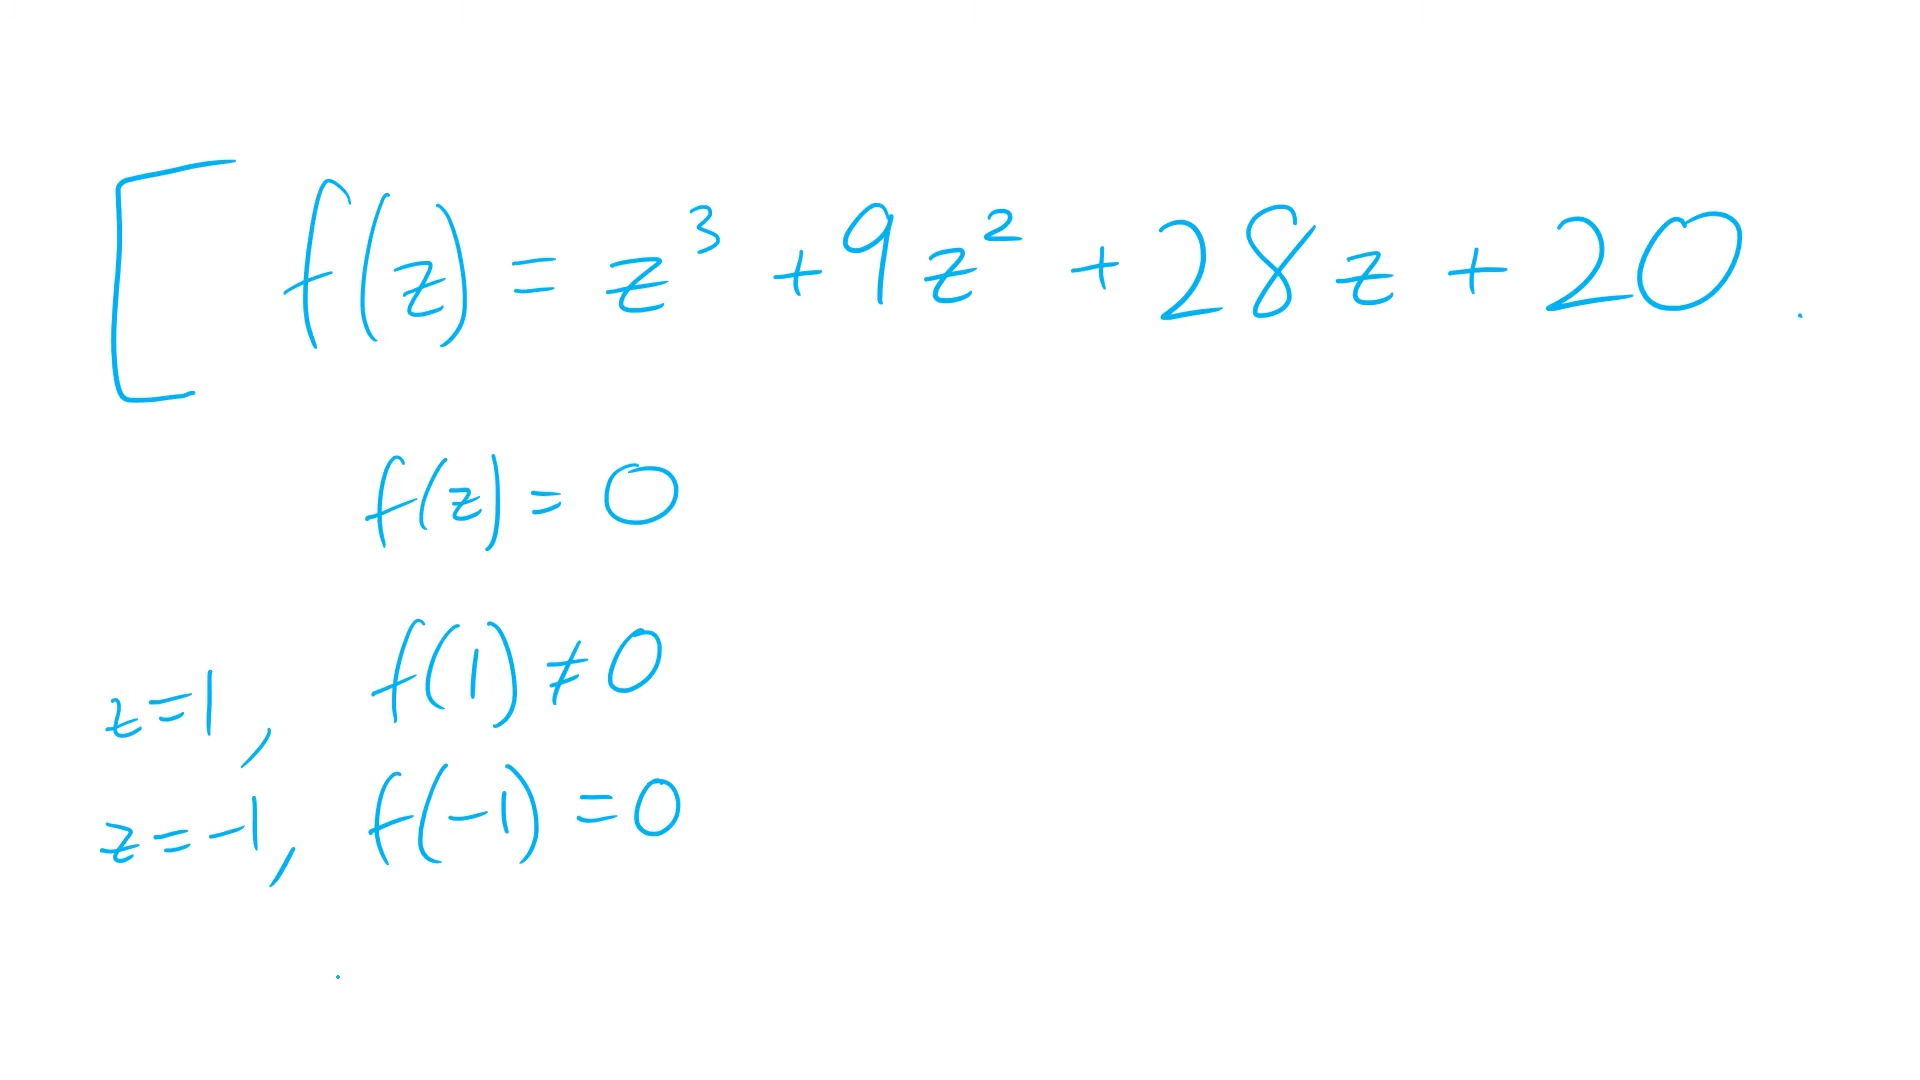 [ f(z) = z³ + 9z² + 28z + 20.
f(z) = 0
z=1, f(1) ≠ 0
z=-1, f(-1) = 0